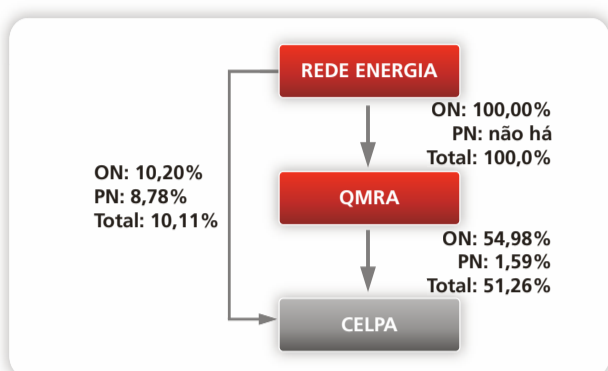 REDE ENERGIA
ON: 100,00%
PN: não há
Total: 100,0%
ON: 10,20%
PN: 8,78%
Total: 10,11%
QMRA
ON: 54,98%
PN: 1,59%
Total: 51,26%
CELPA